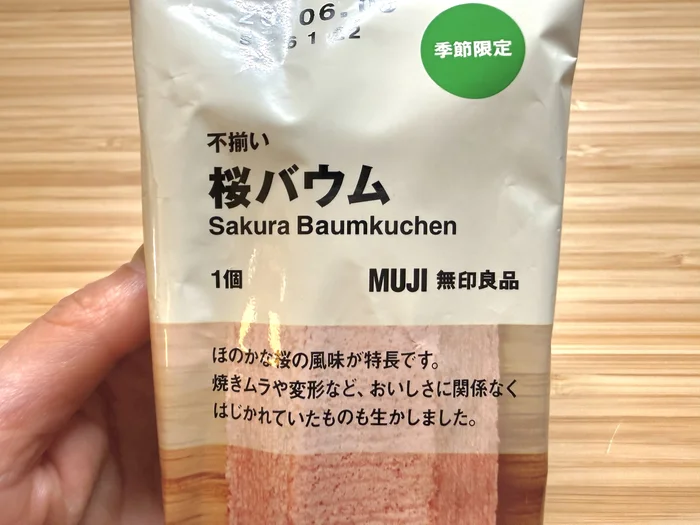 季節限定
不揃い
桜バウム
Sakura Baumkuchen
1個
MUJI 無印良品
ほのかな桜の風味が特長です。
焼きムラや変形など、おいしさに関係なく
はじかれていたものも生かしました。